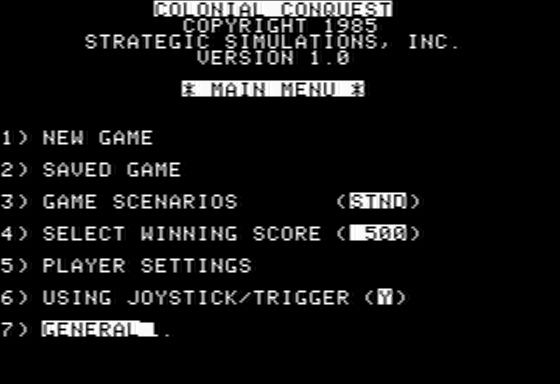 COLONIAL CONQUEST
COPYRIGHT 1985
STRATEGIC SIMULATIONS, INC.
VERSION 1.0
* MAIN MENU *
1) NEW GAME
2) SAVED GAME
3) GAME SCENARIOS (STND)
4) SELECT WINNING SCORE ( 500)
5) PLAYER SETTINGS
6) USING JOYSTICK/TRIGGER (Y)
7) GENERAL